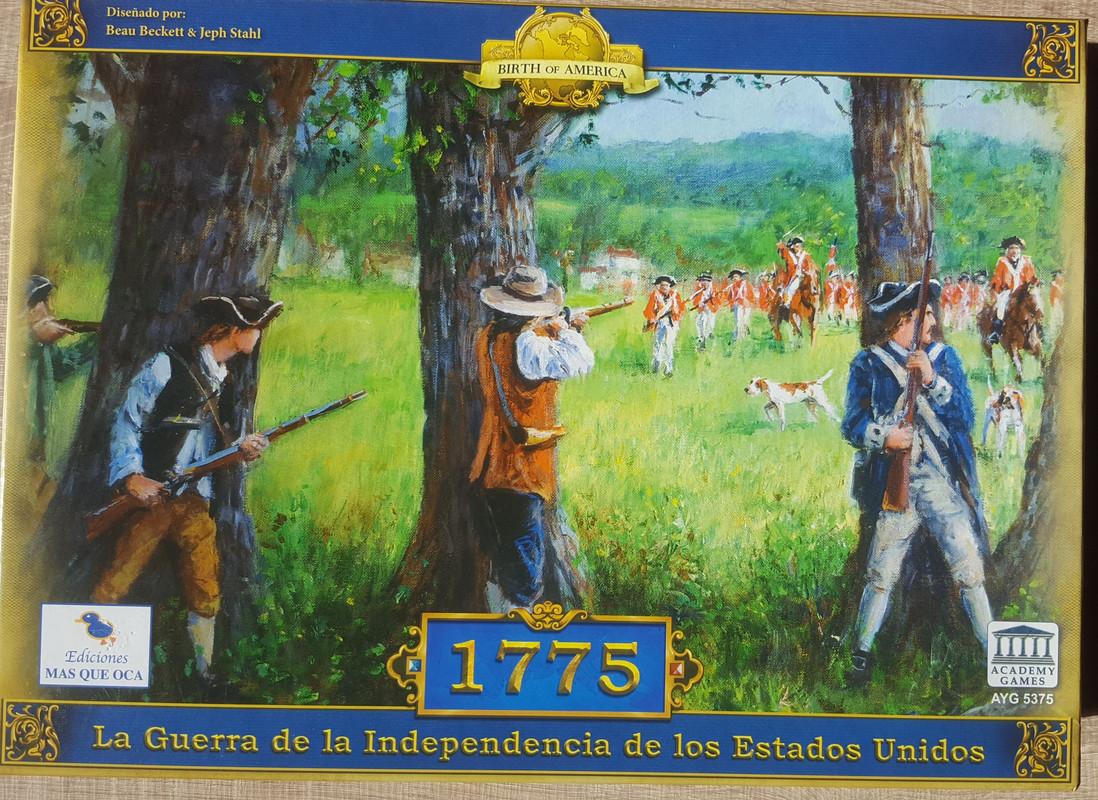 Diseñado por:
Beau Beckett & Jeph Stahl
BIRTH OF AMERICA
Ediciones
MAS QUE OCA
1775
ACADEMY
GAMES
AYG 5375
La Guerra de la Independencia de los Estados Unidos